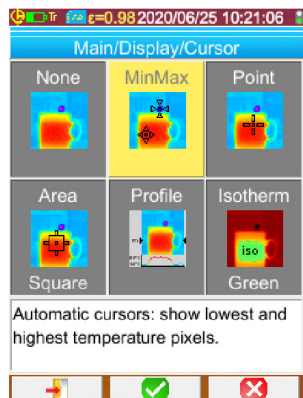 Tr iso ε=0.98 2020/06/25 10:21:06
Main/Display/Cursor
None MinMax Point
Area Profile Isotherm
iso
Square Green
Automatic cursors: show lowest and
highest temperature pixels.